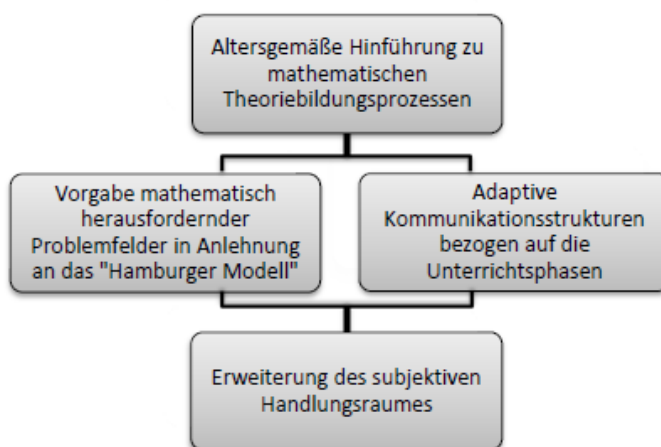 Altersgemäße Hinführung zu
mathematischen
Theoriebildungsprozessen
Vorgabe mathematisch
herausfordernder
Problemfelder in Anlehnung
an das "Hamburger Modell"
Adaptive
Kommunikationsstrukturen
bezogen auf die
Unterrichtsphasen
Erweiterung des subjektiven
Handlungsraumes